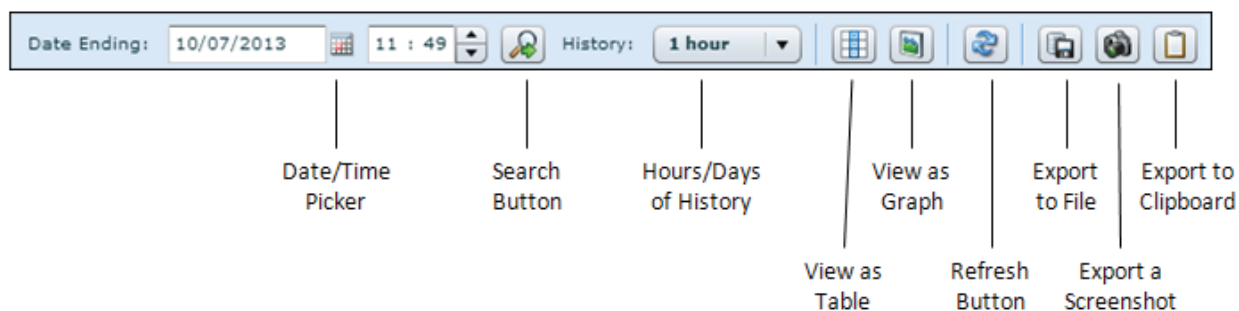 Date Ending: 10/07/2013 11 : 49 History: 1 hour
Date/Time
Picker
Search
Button
Hours/Days
of History
View as
Graph
Export
to File
Export to
Clipboard
View as
Table
Refresh
Button
Export a
Screenshot